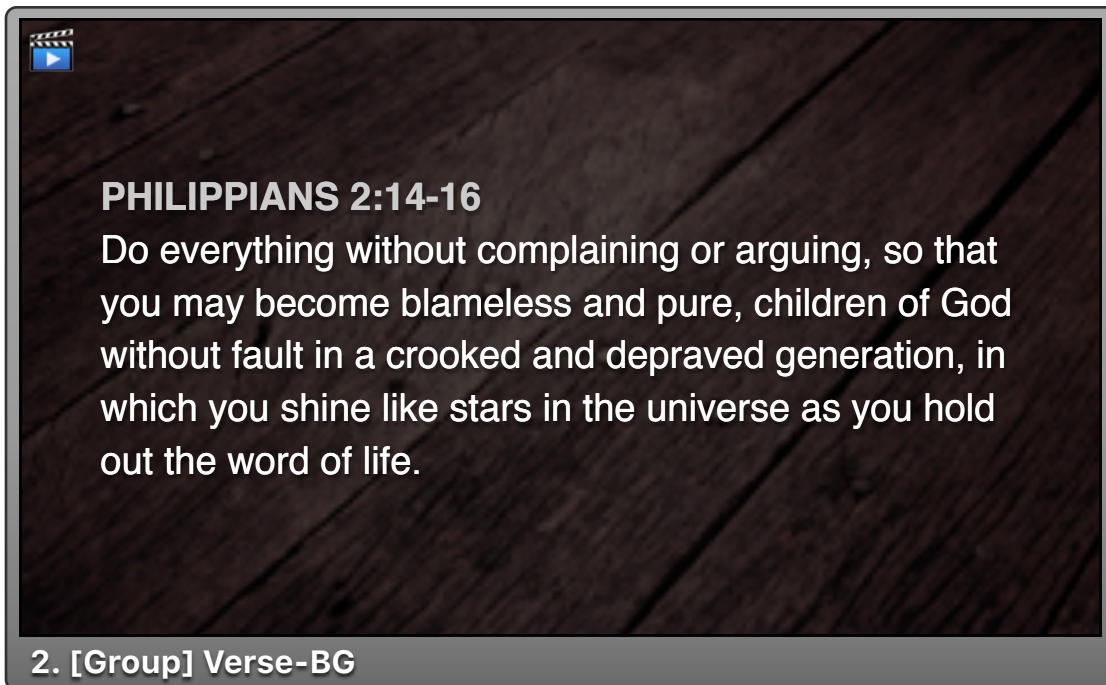 PHILIPPIANS 2:14-16
Do everything without complaining or arguing, so that
you may become blameless and pure, children of God
without fault in a crooked and depraved generation, in
which you shine like stars in the universe as you hold
out the word of life.
2. [Group] Verse-BG